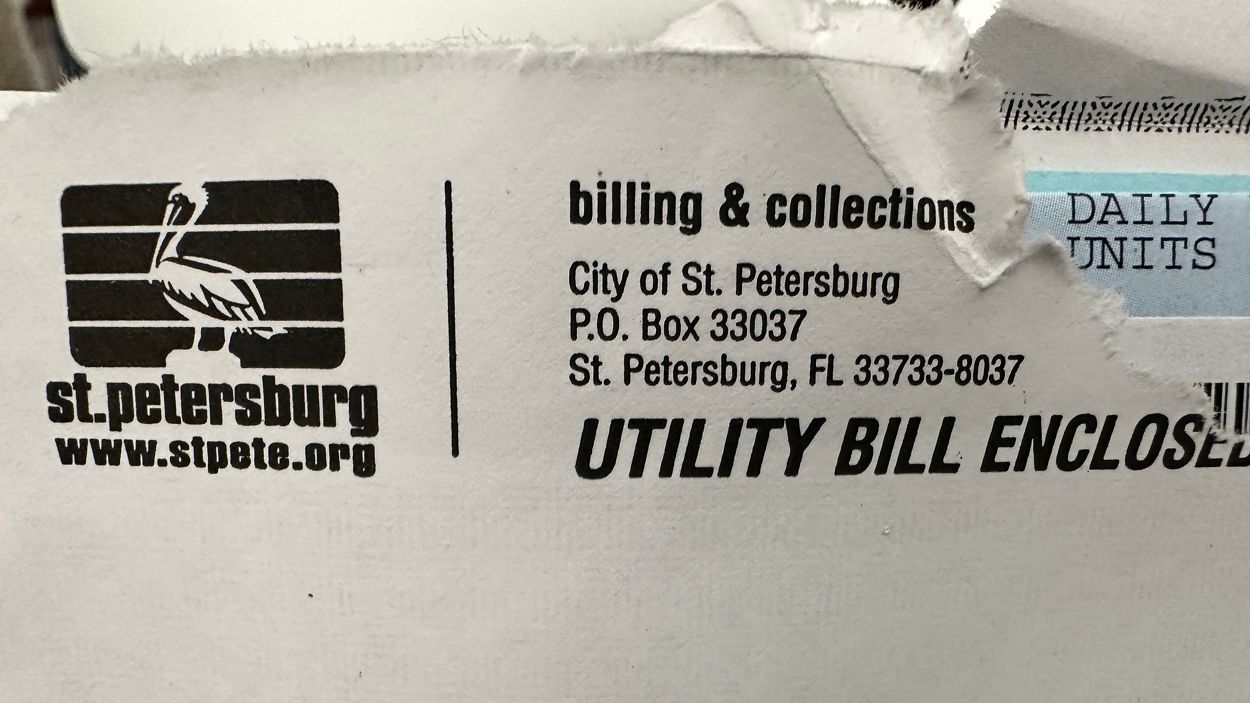 billing & collections
City of St. Petersburg
P.O. Box 33037
St. Petersburg, FL 33733-8037
UTILITY BILL ENCLOSED
st.petersburg
www.stpete.org
DAILY
UNITS